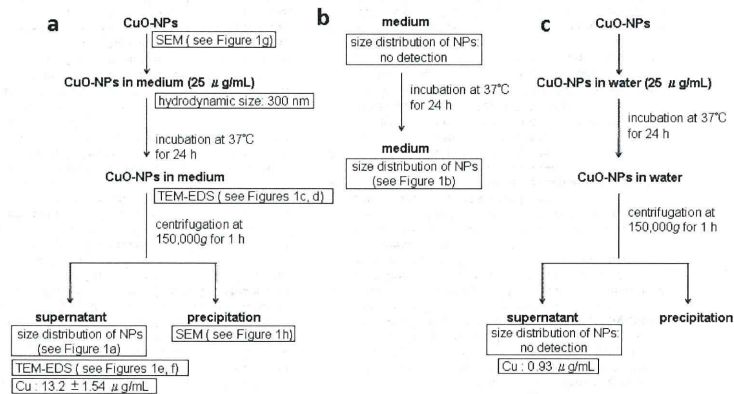 a
CuO-NPs
SEM ( see Figure 1g)
CuO-NPs in medium (25 μ g/mL)
hydrodynamic size: 300 nm
incubation at 37°C
for 24 h
CuO-NPs in medium
TEM-EDS ( see Figures 1c, d)
centrifugation at
150,000g for 1 h
supernatant
size distribution of NPs
(see Figure 1a)
TEM-EDS ( see Figures 1e, f)
Cu : 13.2 ±1.54 μ g/mL
precipitation
SEM ( see Figure 1h)
b
medium
size distribution of NPs:
no detection
incubation at 37°C
for 24 h
medium
size distribution of NPs
(see Figure 1b)
c
CuO-NPs
CuO-NPs in water (25 μ g/mL)
incubation at 37°C
for 24 h
CuO-NPs in water
centrifugation at
150,000g for 1 h
supernatant
size distribution of NPs:
no detection
Cu : 0.93 μ g/mL
precipitation